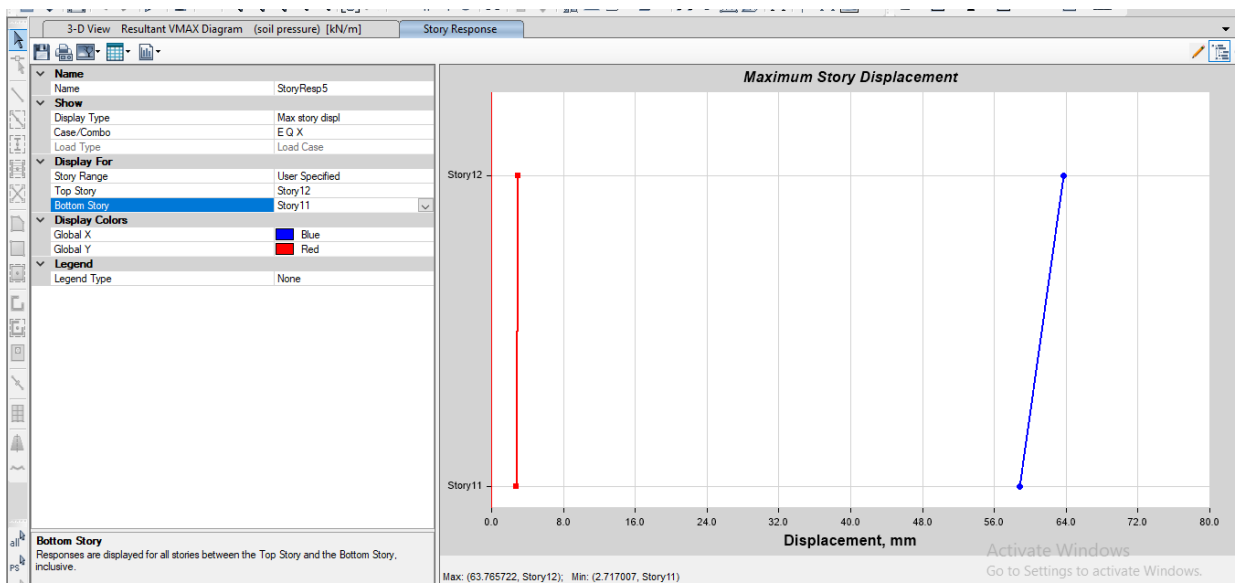 3-D View Resultant VMAX Diagram (soil pressure) [kN/m]
Story Response
Name
Name StoryResp5
Show
Display Type Max story displ
Case/Combo E Q X
Load Type Load Case
Display For
Story Range User Specified
Top Story Story12
Bottom Story Story11
Display Colors
Global X Blue
Global Y Red
Legend
Legend Type None
Bottom Story
Responses are displayed for all stories between the Top Story and the Bottom Story,
inclusive.
all
PS
Maximum Story Displacement
Story12
Story11
0.0 8.0 16.0 24.0 32.0 40.0 48.0 56.0 64.0 72.0 80.0
Displacement, mm
Max: (63.765722, Story12); Min: (2.717007, Story11)
Activate Windows
Go to Settings to activate Windows.